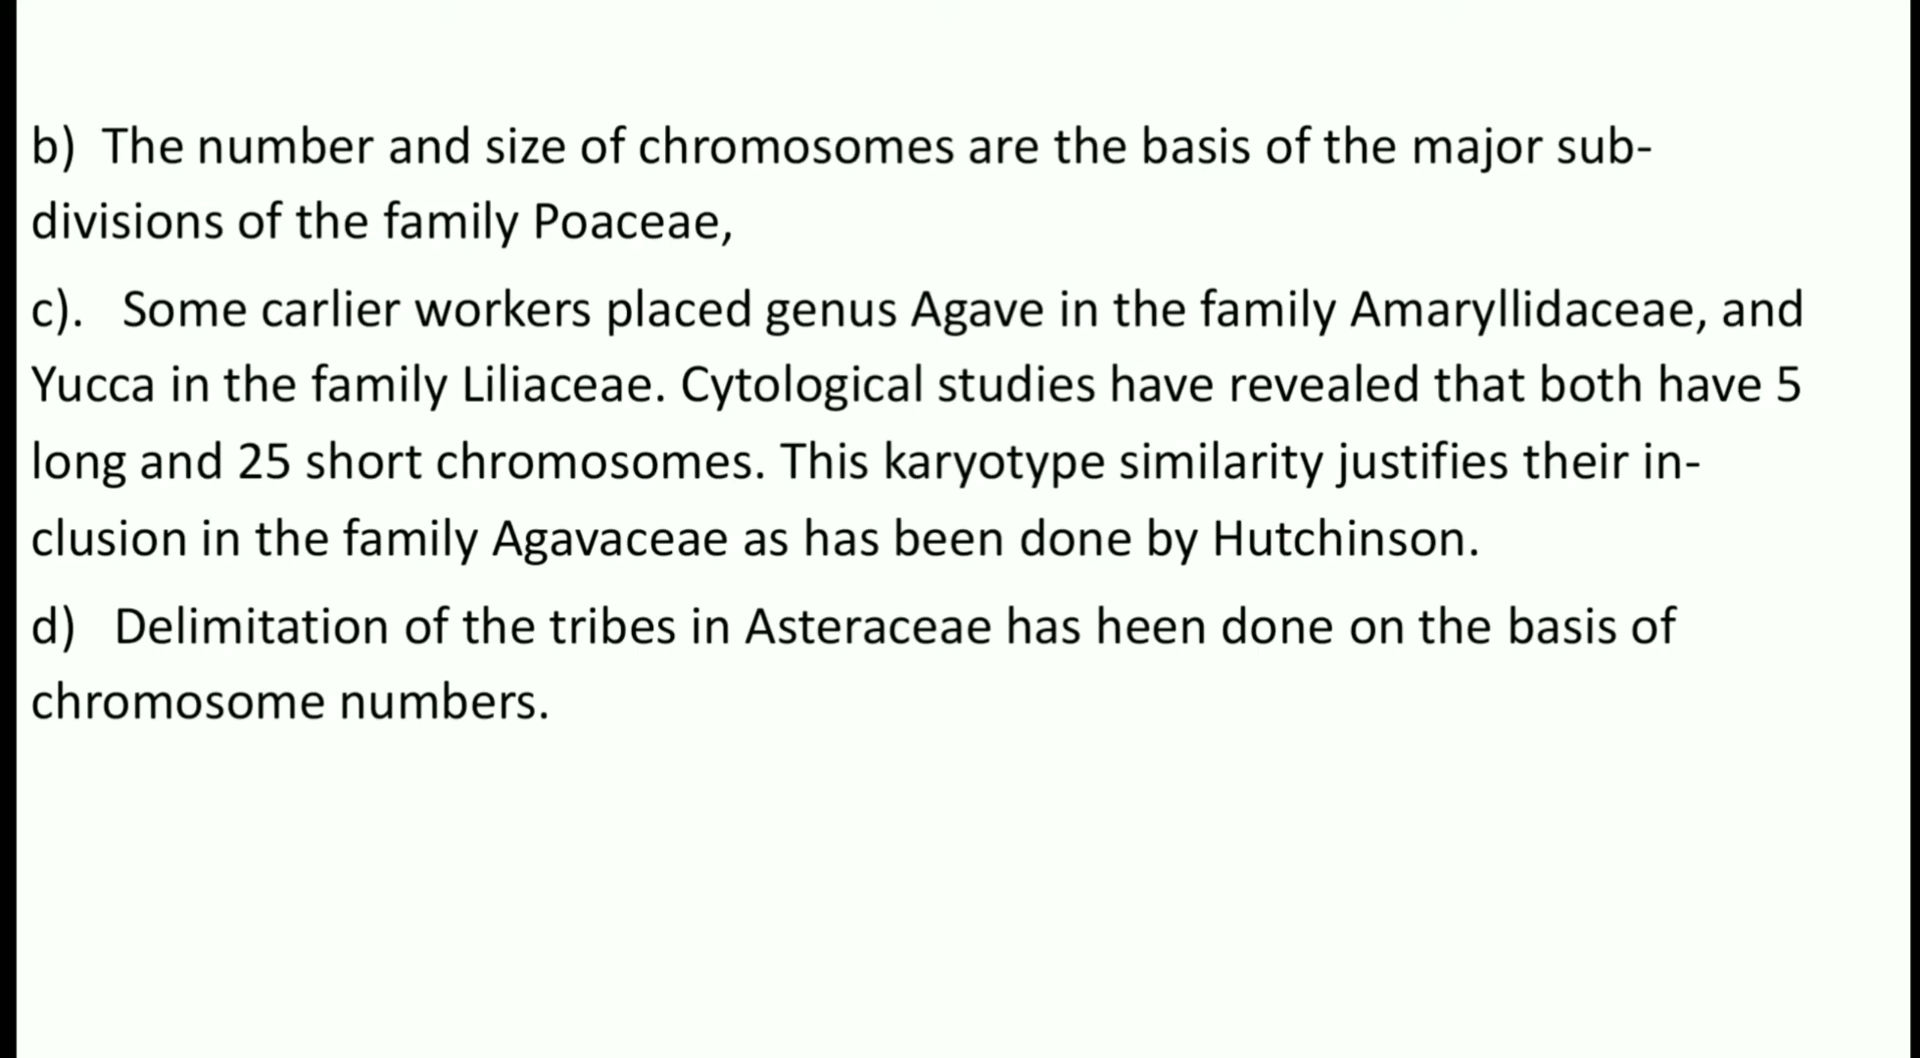 b)  The number and size of chromosomes are the basis of the major sub-
divisions of the family Poaceae,
c).   Some carlier workers placed genus Agave in the family Amaryllidaceae, and
Yucca in the family Liliaceae. Cytological studies have revealed that both have 5
long and 25 short chromosomes. This karyotype similarity justifies their in-
clusion in the family Agavaceae as has been done by Hutchinson.
d)   Delimitation of the tribes in Asteraceae has heen done on the basis of
chromosome numbers.